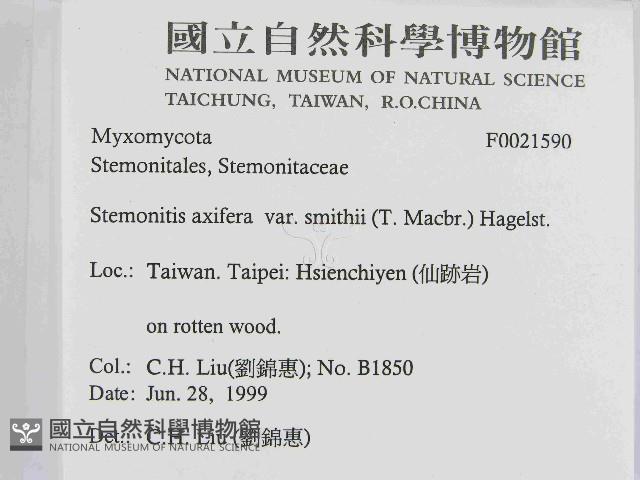 國立自然科學博物館
NATIONAL MUSEUM OF NATURAL SCIENCE
TAICHUNG, TAIWAN, R.O.CHINA
Myxomycota F0021590
Stemonitales, Stemonitaceae
Stemonitis axifera var. smithii (T. Macbr.) Hagelst.
Loc.: Taiwan. Taipei: Hsienchiyen (仙跡岩)
on rotten wood.
Col.: C.H. Liu(劉錦惠); No. B1850
Date: Jun. 28, 1999
Det.: C.H. Liu (劉錦惠)
國立自然科學博物館
NATIONAL MUSEUM OF NATURAL SCIENCE